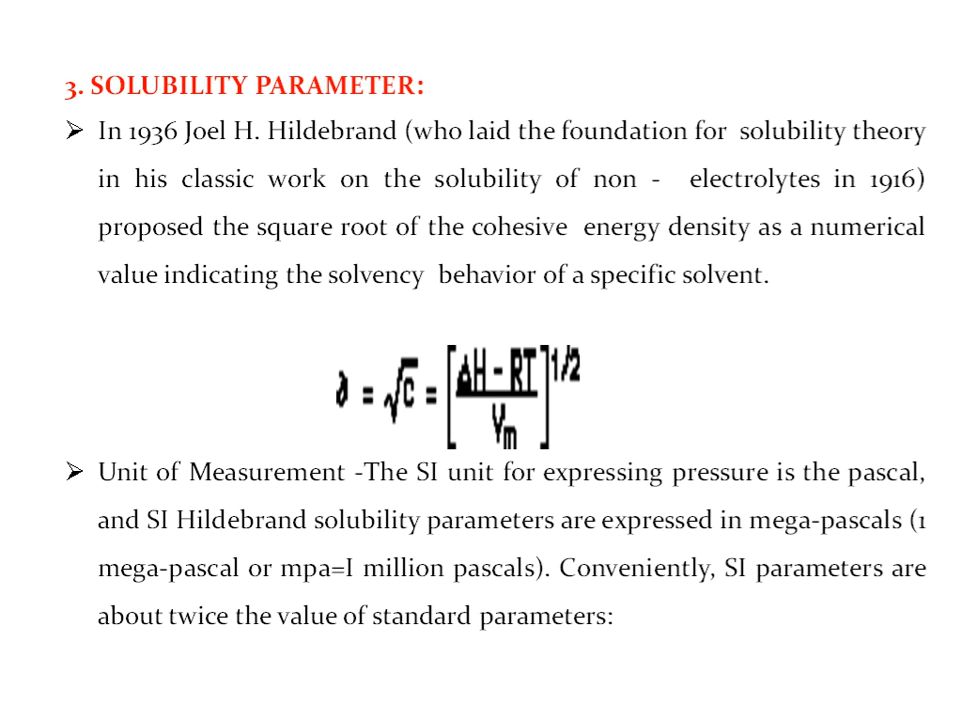 3. SOLUBILITY PARAMETER:
➢ In 1936 Joel H. Hildebrand (who laid the foundation for solubility theory
in his classic work on the solubility of non - electrolytes in 1916)
proposed the square root of the cohesive energy density as a numerical
value indicating the solvency behavior of a specific solvent.
∂ = √c = [ΔH - RT / Vm]^1/2
➢ Unit of Measurement -The SI unit for expressing pressure is the pascal,
and SI Hildebrand solubility parameters are expressed in mega-pascals (1
mega-pascal or mpa=I million pascals). Conveniently, SI parameters are
about twice the value of standard parameters: